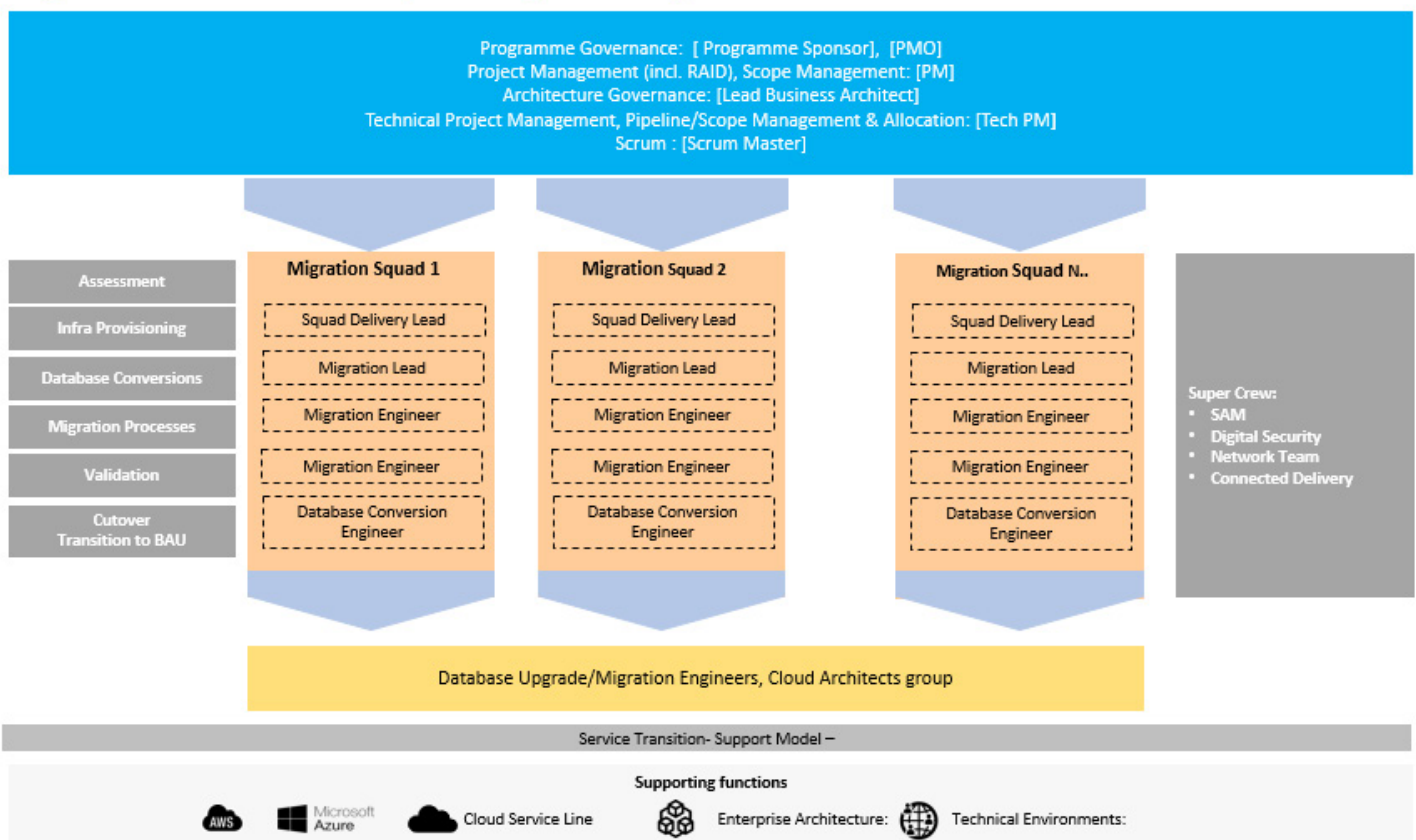 Programme Governance: [ Programme Sponsor], [PMO]
Project Management (incl. RAID), Scope Management: [PM]
Architecture Governance: [Lead Business Architect]
Technical Project Management, Pipeline/Scope Management & Allocation: [Tech PM]
Scrum : [Scrum Master]
Assessment
Infra Provisioning
Database Conversions
Migration Processes
Validation
Cutover
Transition to BAU
Migration Squad 1
Squad Delivery Lead
Migration Lead
Migration Engineer
Migration Engineer
Database Conversion
Engineer
Migration Squad 2
Squad Delivery Lead
Migration Lead
Migration Engineer
Migration Engineer
Database Conversion
Engineer
Migration Squad N..
Squad Delivery Lead
Migration Lead
Migration Engineer
Migration Engineer
Database Conversion
Engineer
Super Crew:
▪ SAM
▪ Digital Security
▪ Network Team
▪ Connected Delivery
Database Upgrade/Migration Engineers, Cloud Architects group
Service Transition- Support Model –
Supporting functions
AWS
Microsoft
Azure
Cloud Service Line
Enterprise Architecture:
Technical Environments: